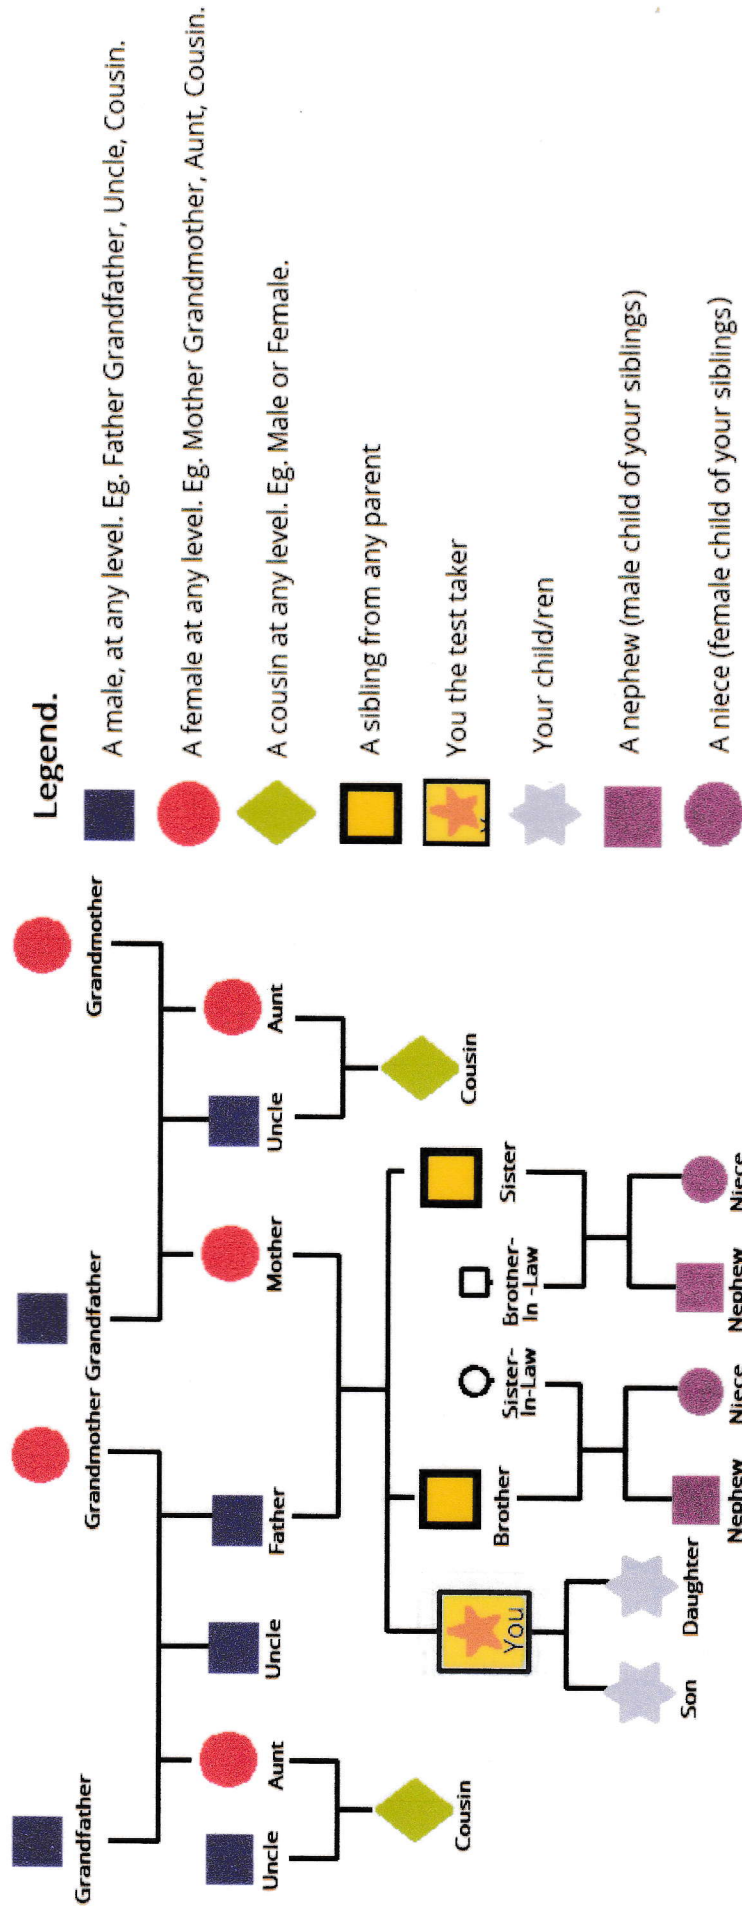 Grandfather
Grandmother
Grandfather
Grandmother
Uncle
Aunt
Uncle
Father
Mother
Uncle
Aunt
Cousin
Cousin
You
Brother
Sister-
In-Law
Brother-
In -Law
Sister
Son
Daughter
Nephew
Niece
Nephew
Niece
Legend.
A male, at any level. Eg. Father Grandfather, Uncle, Cousin.
A female at any level. Eg. Mother Grandmother, Aunt, Cousin.
A cousin at any level. Eg. Male or Female.
A sibling from any parent
You the test taker
Your child/ren
A nephew (male child of your siblings)
A niece (female child of your siblings)